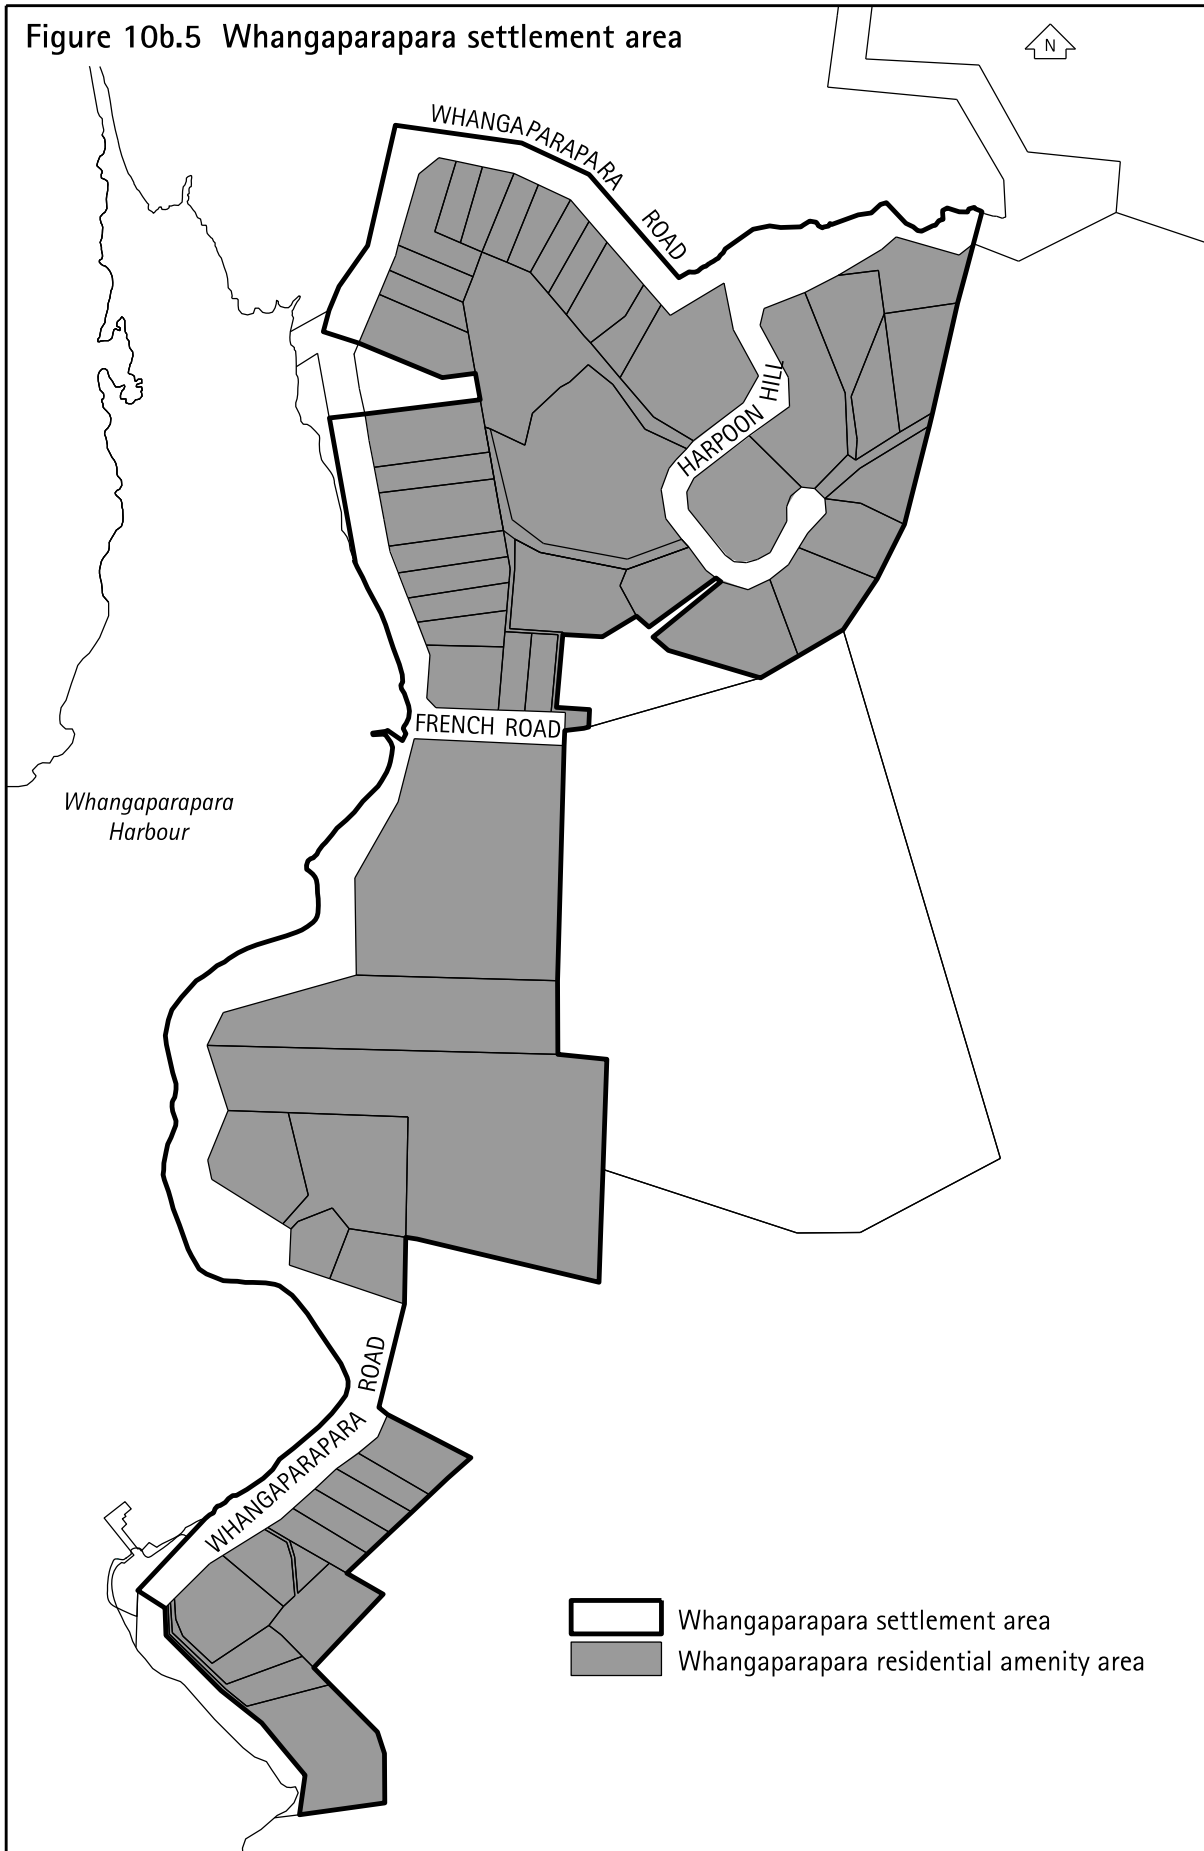 Figure 10b.5 Whangaparapara settlement area
N
WHANGAPARAPARA
ROAD
HARPOON HILL
FRENCH ROAD
Whangaparapara
Harbour
ROAD
WHANGAPARAPARA
Whangaparapara settlement area
Whangaparapara residential amenity area